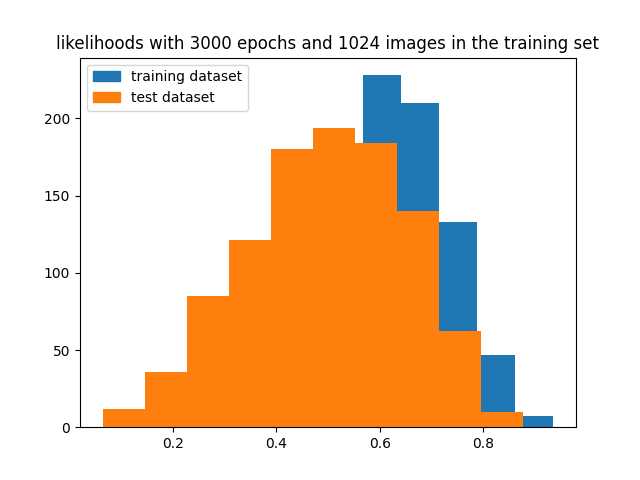 likelihoods with 3000 epochs and 1024 images in the training set
training dataset
test dataset
200
150
100
50
0
0.2 0.4 0.6 0.8